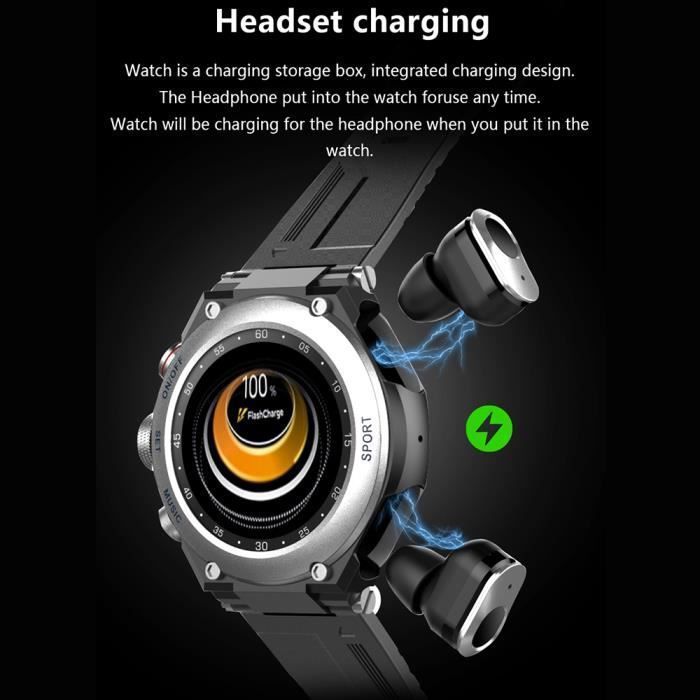 Headset charging
Watch is a charging storage box, integrated charging design.
The Headphone put into the watch foruse any time.
Watch will be charging for the headphone when you put it in the
watch.
60
05
10
15
20
25
30
35
40
45
50
55
ON/OFF
SET
MUSIC
SPORT
100 %
FlashCharge